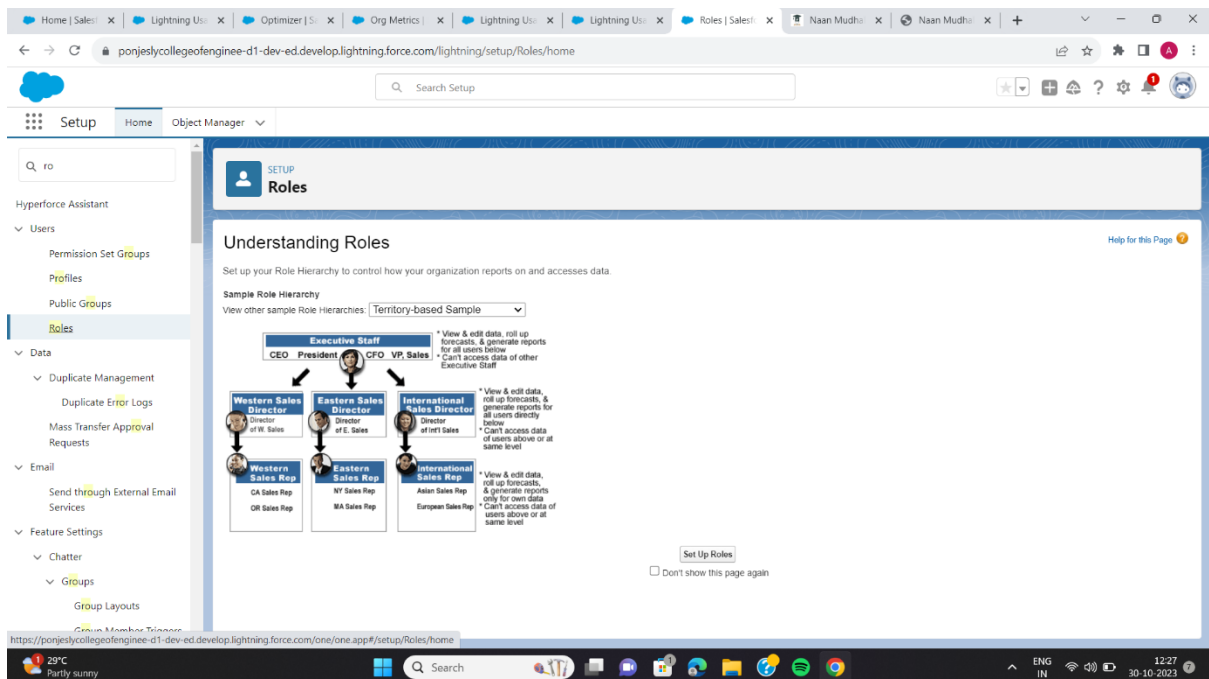 Home | Salesf
Lightning Usa
Optimizer | Sa
Org Metrics |
Lightning Usa
Lightning Usa
Roles | Salesfo
Naan Mudha
Naan Mudha
ponjeslycollegeofenginee-d1-dev-ed.develop.lightning.force.com/lightning/setup/Roles/home
A
Search Setup
1
Setup
Home
Object Manager
ro
Hyperforce Assistant
Users
Permission Set Groups
Profiles
Public Groups
Roles
Data
Duplicate Management
Duplicate Error Logs
Mass Transfer Approval
Requests
Email
Send through External Email
Services
Feature Settings
Chatter
Groups
Group Layouts
Group Member Triggers
SETUP
Roles
Understanding Roles
Help for this Page
Set up your Role Hierarchy to control how your organization reports on and accesses data.
Sample Role Hierarchy
View other sample Role Hierarchies: Territory-based Sample
Executive Staff
CEO President CFO VP, Sales
* View & edit data, roll up
forecasts, & generate reports
for all users below
* Can't access data of other
Executive Staff
Western Sales
Director
Director
of W. Sales
Eastern Sales
Director
Director
of E. Sales
International
Sales Director
Director
of Int'l Sales
* View & edit data,
roll up forecasts, &
generate reports for
all users directly
below
* Can't access data
of users above or at
same level
Western
Sales Rep
CA Sales Rep
OR Sales Rep
Eastern
Sales Rep
NY Sales Rep
MA Sales Rep
International
Sales Rep
Asian Sales Rep
European Sales Rep
* View & edit data,
roll up forecasts,
& generate reports
only for own data
* Can't access data of
users above or at
same level
Set Up Roles
Don't show this page again
https://ponjeslycollegeofenginee-d1-dev-ed.develop.lightning.force.com/one/one.app#/setup/Roles/home
1
29°C
Partly sunny
Search
ENG
IN
12:27
30-10-2023